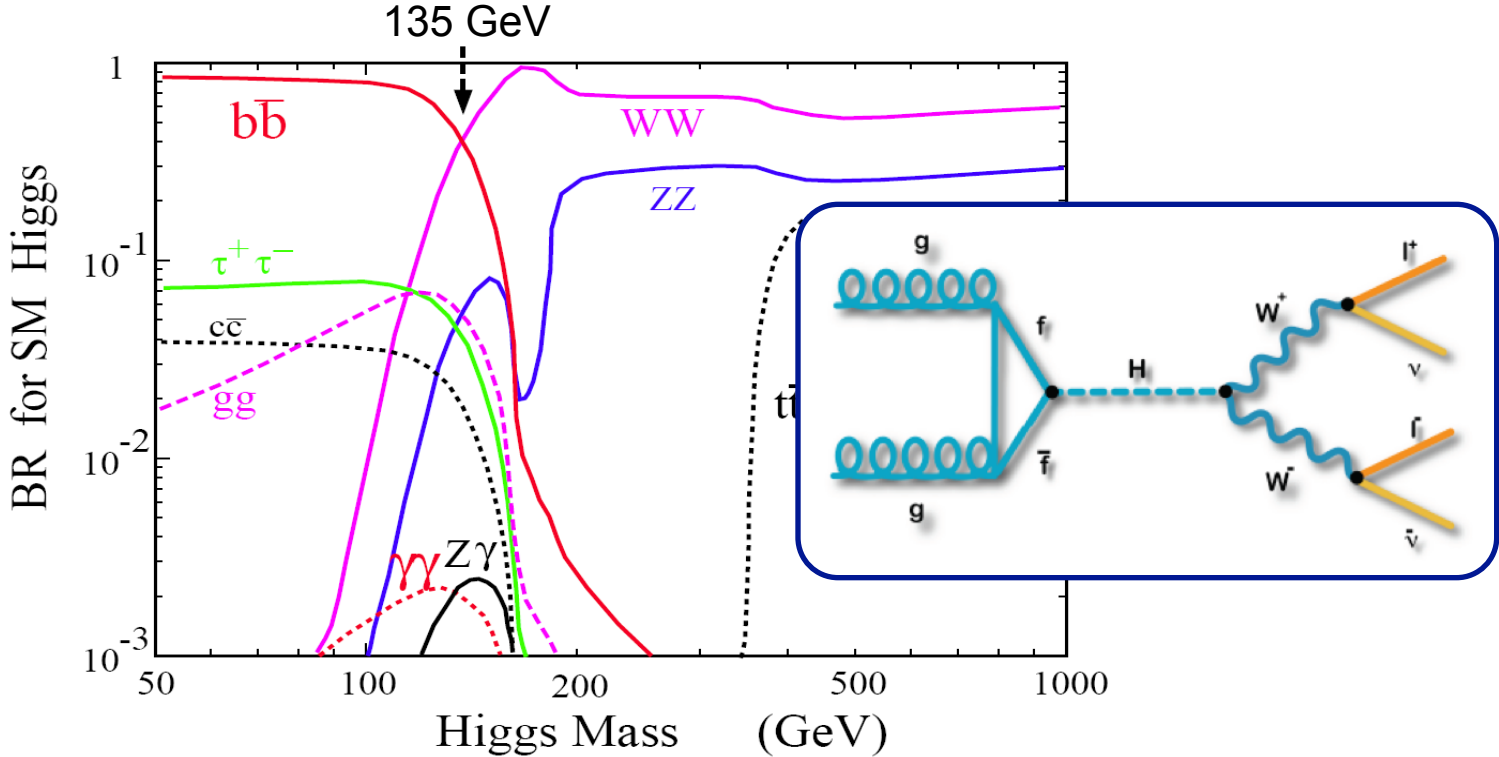 135 GeV
BR for SM Higgs
1
10⁻¹
10⁻²
10⁻³
bb̅
WW
ZZ
τ⁺τ⁻
cc̅
gg
γγ
Zγ
50
100
200
500
1000
Higgs Mass (GeV)
g
g
f
f̅
H
W⁺
W⁻
l⁺
ν
l⁻
ν̅